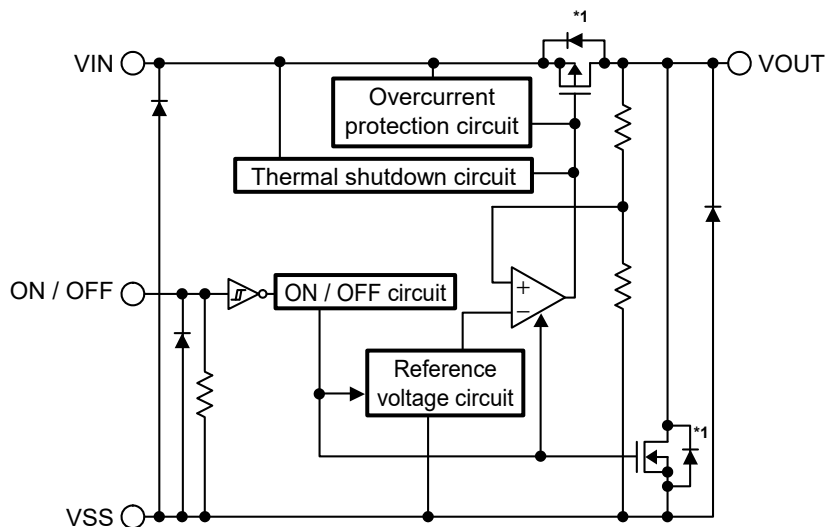 *1
VIN
VOUT
Overcurrent
protection circuit
Thermal shutdown circuit
ON / OFF
ON / OFF circuit
+
−
Reference
voltage circuit
*1
VSS